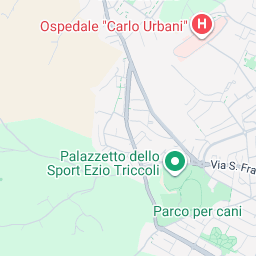 Ospedale "Carlo Urbani"
H
Palazzetto dello
Sport Ezio Triccoli
Via S. Fra
Parco per cani